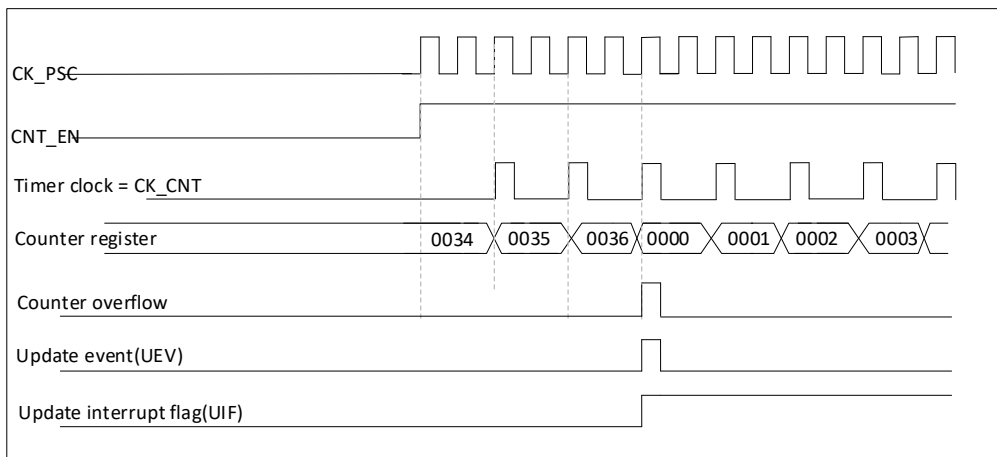 CK_PSC
CNT_EN
Timer clock = CK_CNT
Counter register
0034 0035 0036 0000 0001 0002 0003
Counter overflow
Update event(UEV)
Update interrupt flag(UIF)